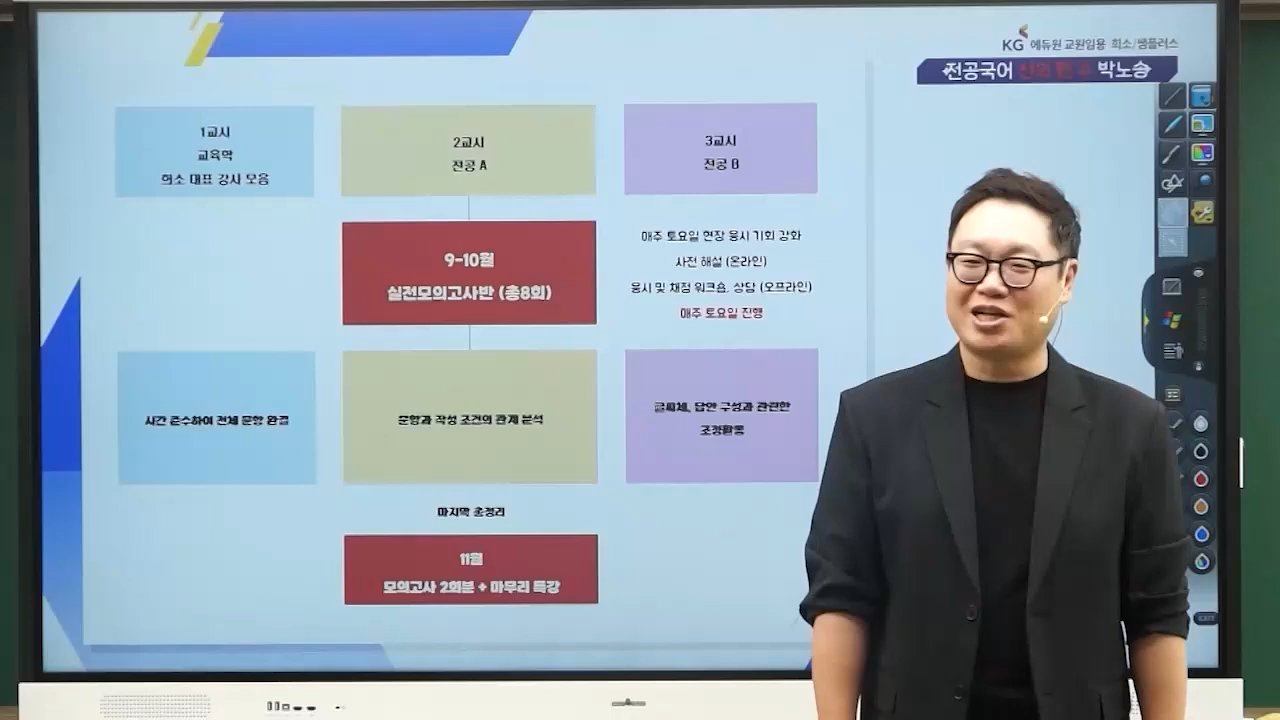 KG 에듀원 교원임용 희소/쌤플러스
전공국어
박노송
1교시
교육학
희소 대표 강사 모음
2교시
전공 A
3교시
전공 B
9-10월
실전모의고사반 (총8회)
매주 토요일 현장 응시 기회 강화
사전 해설 (온라인)
응시 및 채점 워크숍, 상담 (오프라인)
매주 토요일 진행
시간 준수하여 전체 문항 완결
문항과 작성 조건의 관계 분석
글씨체, 답안 구성과 관련한
조정활동
마지막 총정리
11월
모의고사 2회분 + 마무리 특강
EXIT